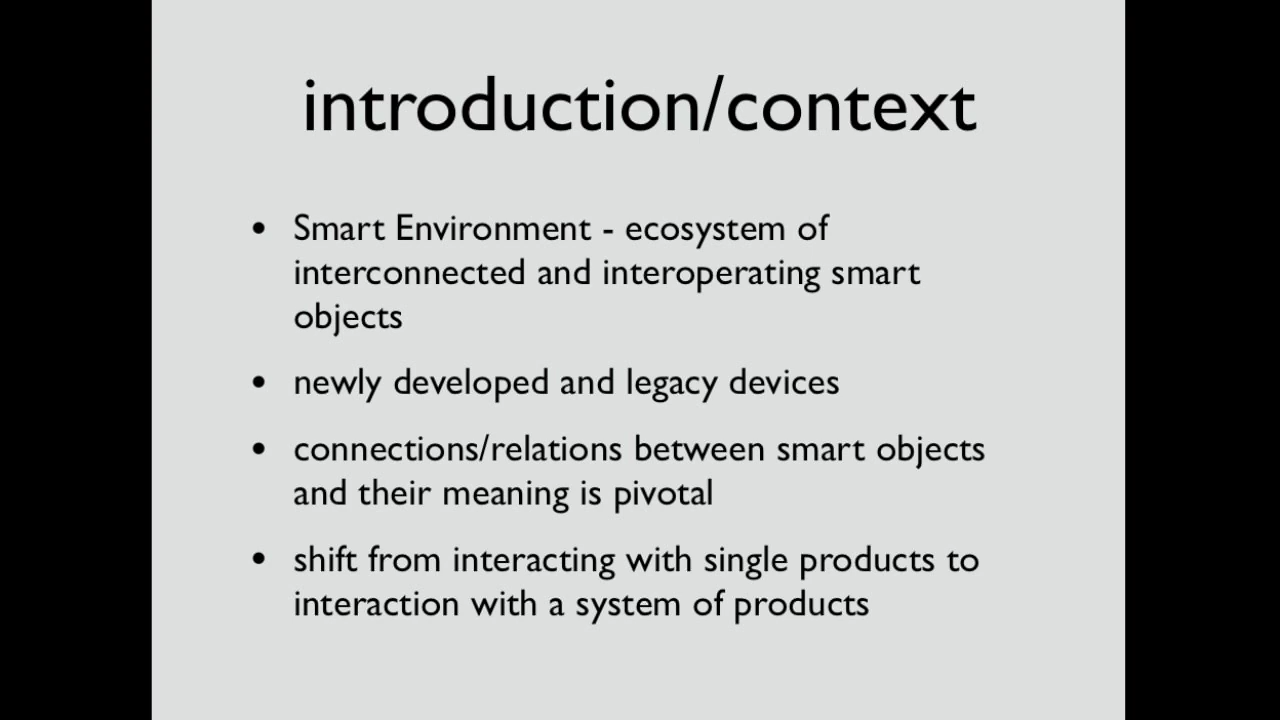 introduction/context
• Smart Environment - ecosystem of
interconnected and interoperating smart
objects
• newly developed and legacy devices
• connections/relations between smart objects
and their meaning is pivotal
• shift from interacting with single products to
interaction with a system of products